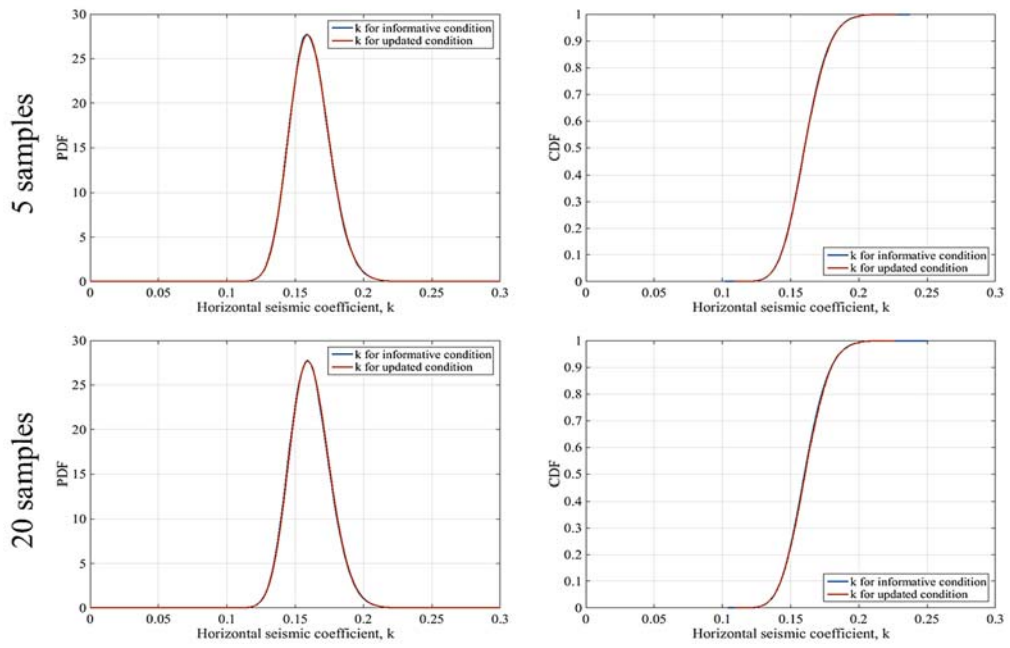 5 samples
30
25
20
15
10
5
0
PDF
k for informative condition
k for updated condition
0 0.05 0.1 0.15 0.2 0.25 0.3
Horizontal seismic coefficient, k
1
0.9
0.8
0.7
0.6
0.5
0.4
0.3
0.2
0.1
0
CDF
k for informative condition
k for updated condition
0 0.05 0.1 0.15 0.2 0.25 0.3
Horizontal seismic coefficient, k
20 samples
30
25
20
15
10
5
0
PDF
k for informative condition
k for updated condition
0 0.05 0.1 0.15 0.2 0.25 0.3
Horizontal seismic coefficient, k
1
0.9
0.8
0.7
0.6
0.5
0.4
0.3
0.2
0.1
0
CDF
k for informative condition
k for updated condition
0 0.05 0.1 0.15 0.2 0.25 0.3
Horizontal seismic coefficient, k